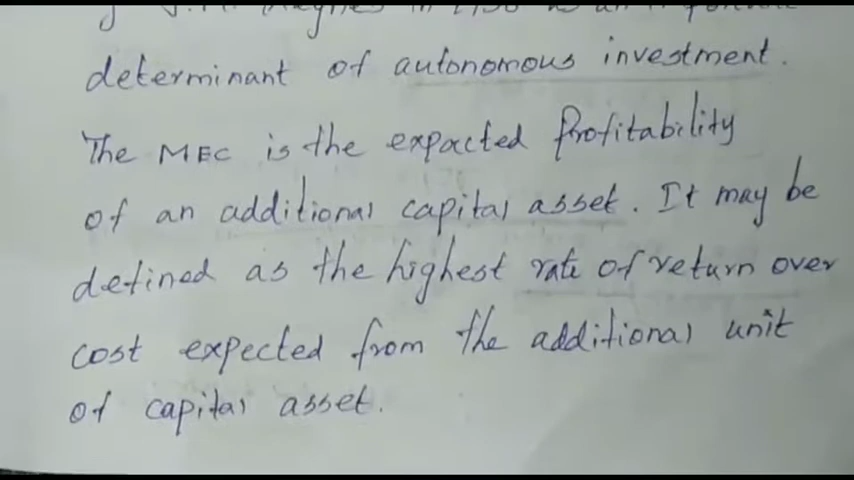 determinant of autonomous investment.
The MEC is the expected Profitability
of an additional capital asset. It may be
defined as the highest rate of return over
cost expected from the additional unit
of capital asset.